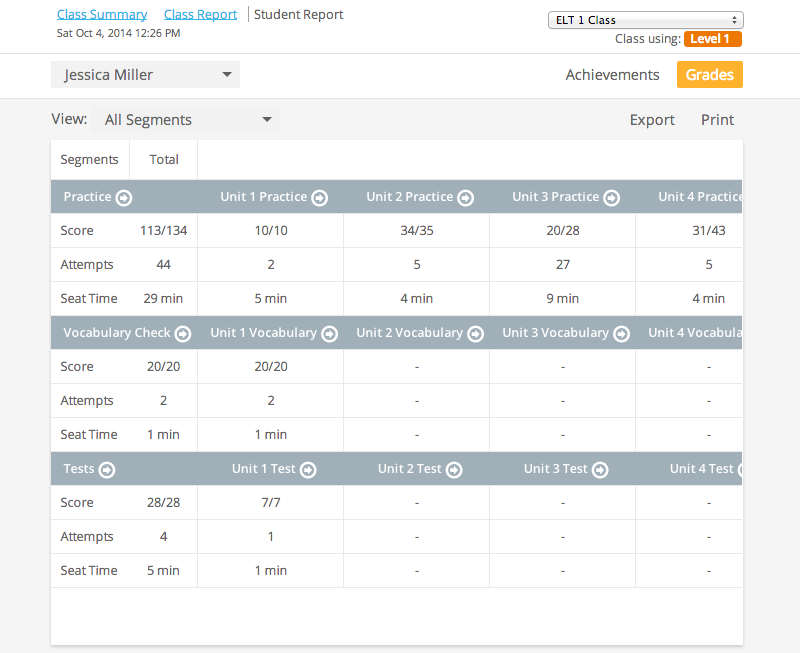 Class Summary Class Report Student Report
ELT 1 Class
Sat Oct 4, 2014 12:26 PM
Class using: Level 1
Jessica Miller Achievements Grades
View: All Segments Export Print
Segments Total
Practice Unit 1 Practice Unit 2 Practice Unit 3 Practice Unit 4 Practice
Score 113/134 10/10 34/35 20/28 31/43
Attempts 44 2 5 27 5
Seat Time 29 min 5 min 4 min 9 min 4 min
Vocabulary Check Unit 1 Vocabulary Unit 2 Vocabulary Unit 3 Vocabulary Unit 4 Vocabula
Score 20/20 20/20 - - -
Attempts 2 2 - - -
Seat Time 1 min 1 min - - -
Tests Unit 1 Test Unit 2 Test Unit 3 Test Unit 4 Test
Score 28/28 7/7 - - -
Attempts 4 1 - - -
Seat Time 5 min 1 min - - -